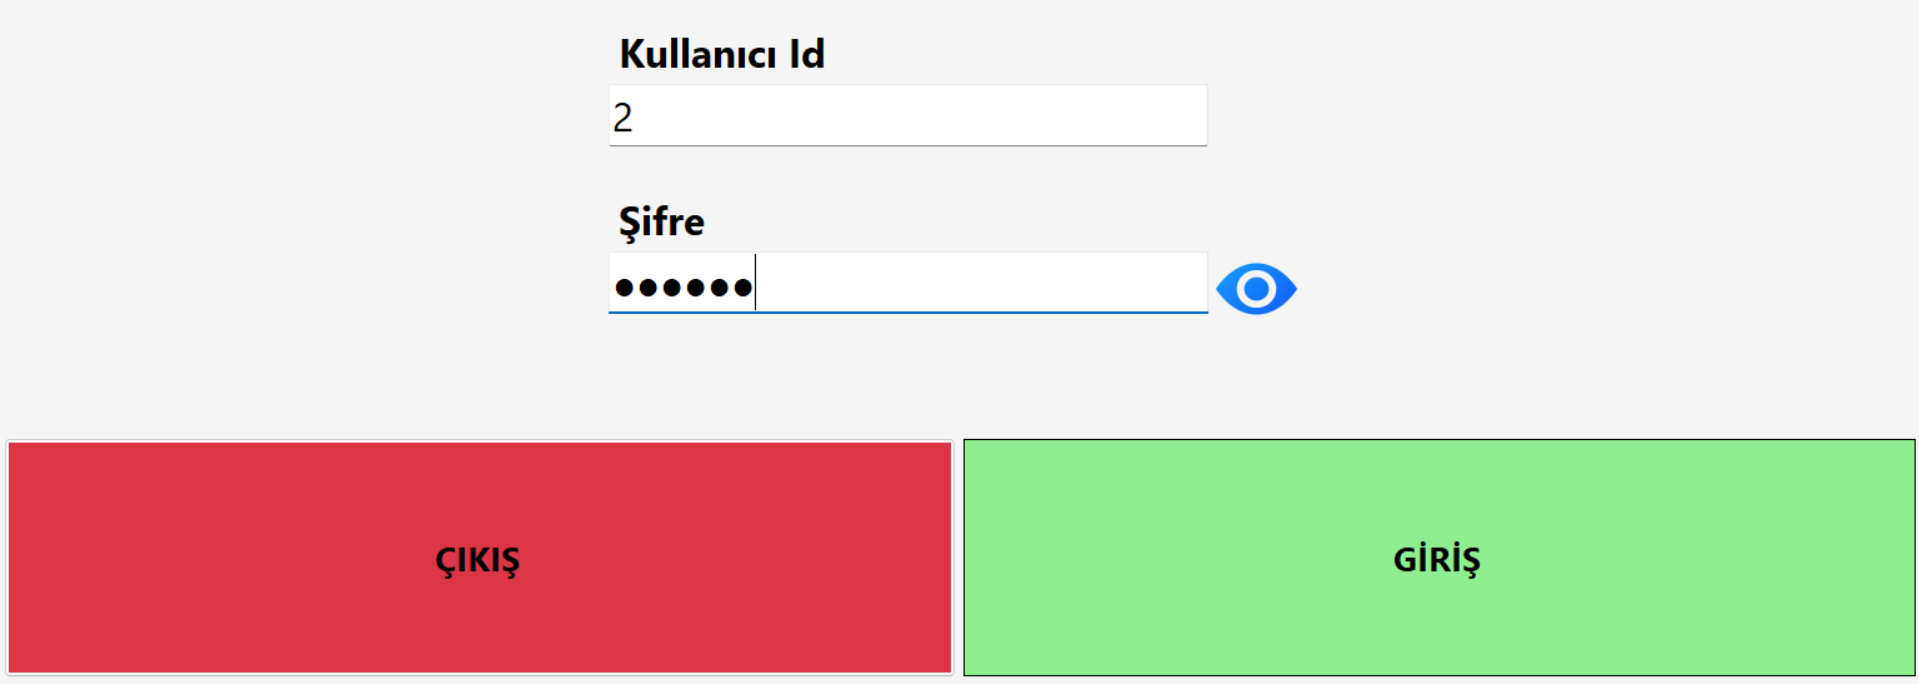 Kullanıcı Id
2
Şifre
●●●●●●
ÇIKIŞ
GİRİŞ